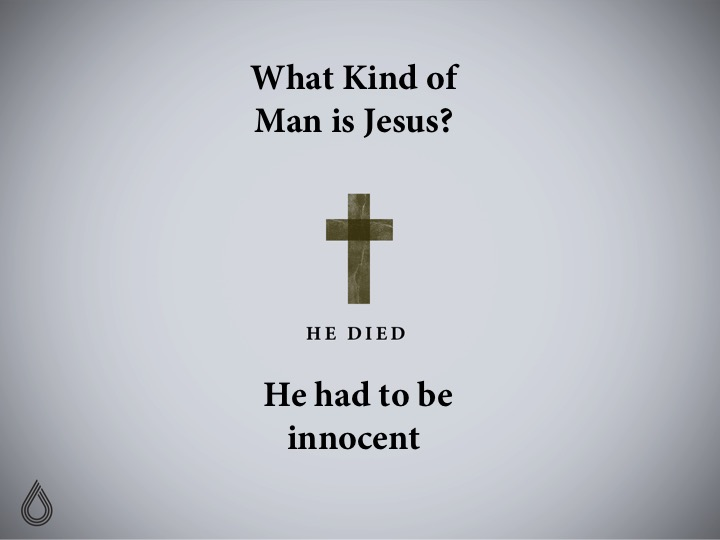 What Kind of
Man is Jesus?
HE DIED
He had to be
innocent